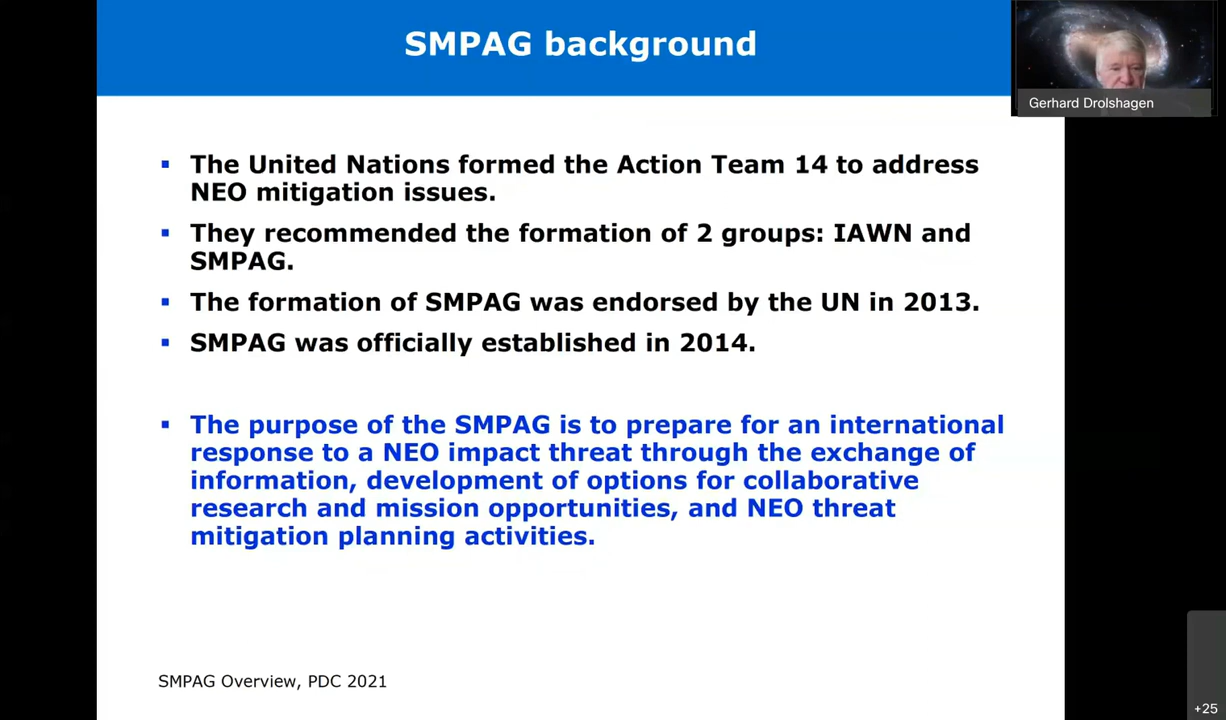 SMPAG background
Gerhard Drolshagen
▪ The United Nations formed the Action Team 14 to address
NEO mitigation issues.
▪ They recommended the formation of 2 groups: IAWN and
SMPAG.
▪ The formation of SMPAG was endorsed by the UN in 2013.
▪ SMPAG was officially established in 2014.
▪ The purpose of the SMPAG is to prepare for an international
response to a NEO impact threat through the exchange of
information, development of options for collaborative
research and mission opportunities, and NEO threat
mitigation planning activities.
SMPAG Overview, PDC 2021
+25